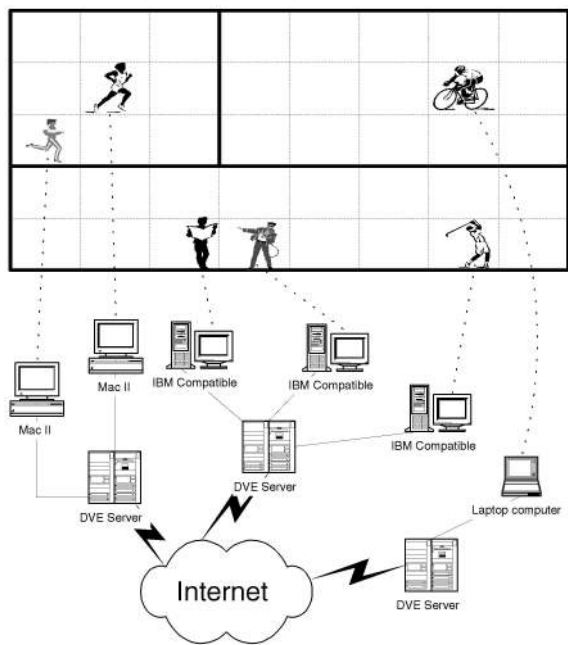 Mac II
IBM Compatible
IBM Compatible
Mac II
IBM Compatible
DVE Server
DVE Server
Laptop computer
Internet
DVE Server